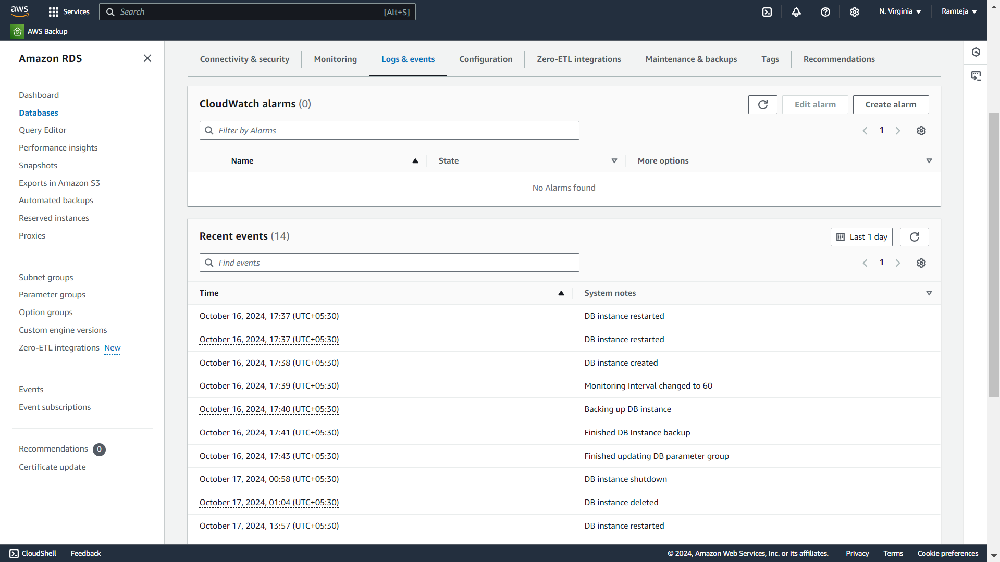 aws
Services
Search
[Alt+S]
N. Virginia
Ramteja
AWS Backup
Amazon RDS
Dashboard
Databases
Query Editor
Performance insights
Snapshots
Exports in Amazon S3
Automated backups
Reserved instances
Proxies
Subnet groups
Parameter groups
Option groups
Custom engine versions
Zero-ETL integrations New
Events
Event subscriptions
Recommendations 0
Certificate update
Connectivity & security
Monitoring
Logs & events
Configuration
Zero-ETL integrations
Maintenance & backups
Tags
Recommendations
CloudWatch alarms (0)
Edit alarm
Create alarm
Filter by Alarms
1
Name
State
More options
No Alarms found
Recent events (14)
Last 1 day
Find events
1
Time
System notes
October 16, 2024, 17:37 (UTC+05:30) DB instance restarted
October 16, 2024, 17:37 (UTC+05:30) DB instance restarted
October 16, 2024, 17:38 (UTC+05:30) DB instance created
October 16, 2024, 17:39 (UTC+05:30) Monitoring Interval changed to 60
October 16, 2024, 17:40 (UTC+05:30) Backing up DB instance
October 16, 2024, 17:41 (UTC+05:30) Finished DB Instance backup
October 16, 2024, 17:43 (UTC+05:30) Finished updating DB parameter group
October 17, 2024, 00:58 (UTC+05:30) DB instance shutdown
October 17, 2024, 01:04 (UTC+05:30) DB instance deleted
October 17, 2024, 13:57 (UTC+05:30) DB instance restarted
CloudShell
Feedback
© 2024, Amazon Web Services, Inc. or its affiliates.
Privacy
Terms
Cookie preferences